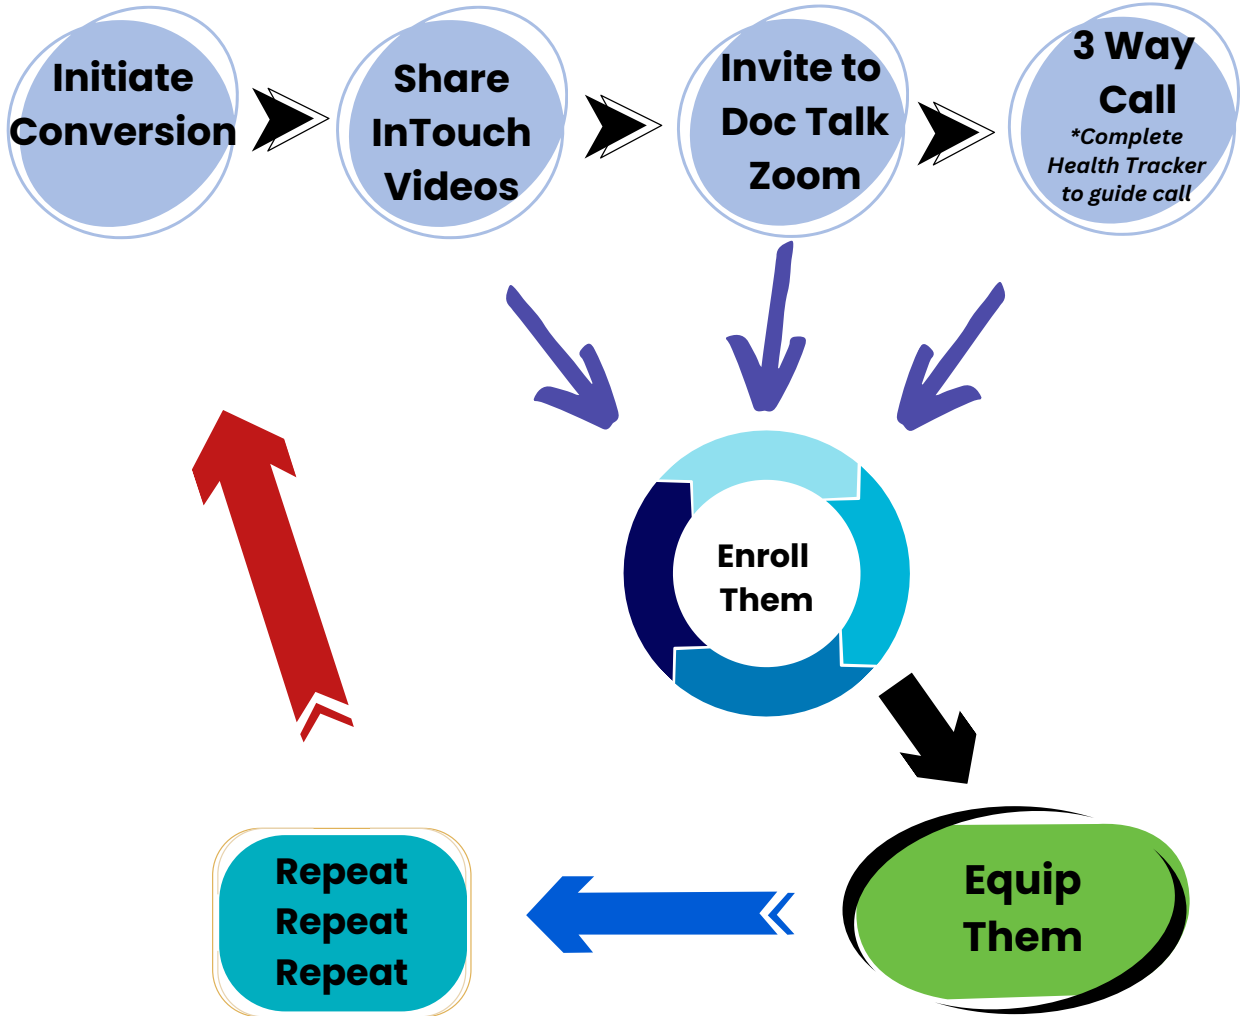 Initiate
Conversion
Share
InTouch
Videos
Invite to
Doc Talk
Zoom
3 Way
Call
*Complete
Health Tracker
to guide call
Enroll
Them
Equip
Them
Repeat
Repeat
Repeat